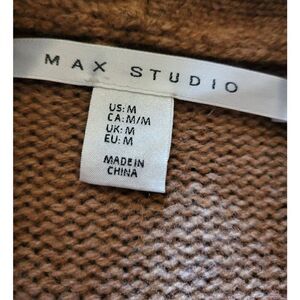 MAX STUDIO
US: M
CA: M/M
UK: M
EU: M
MADE IN
CHINA